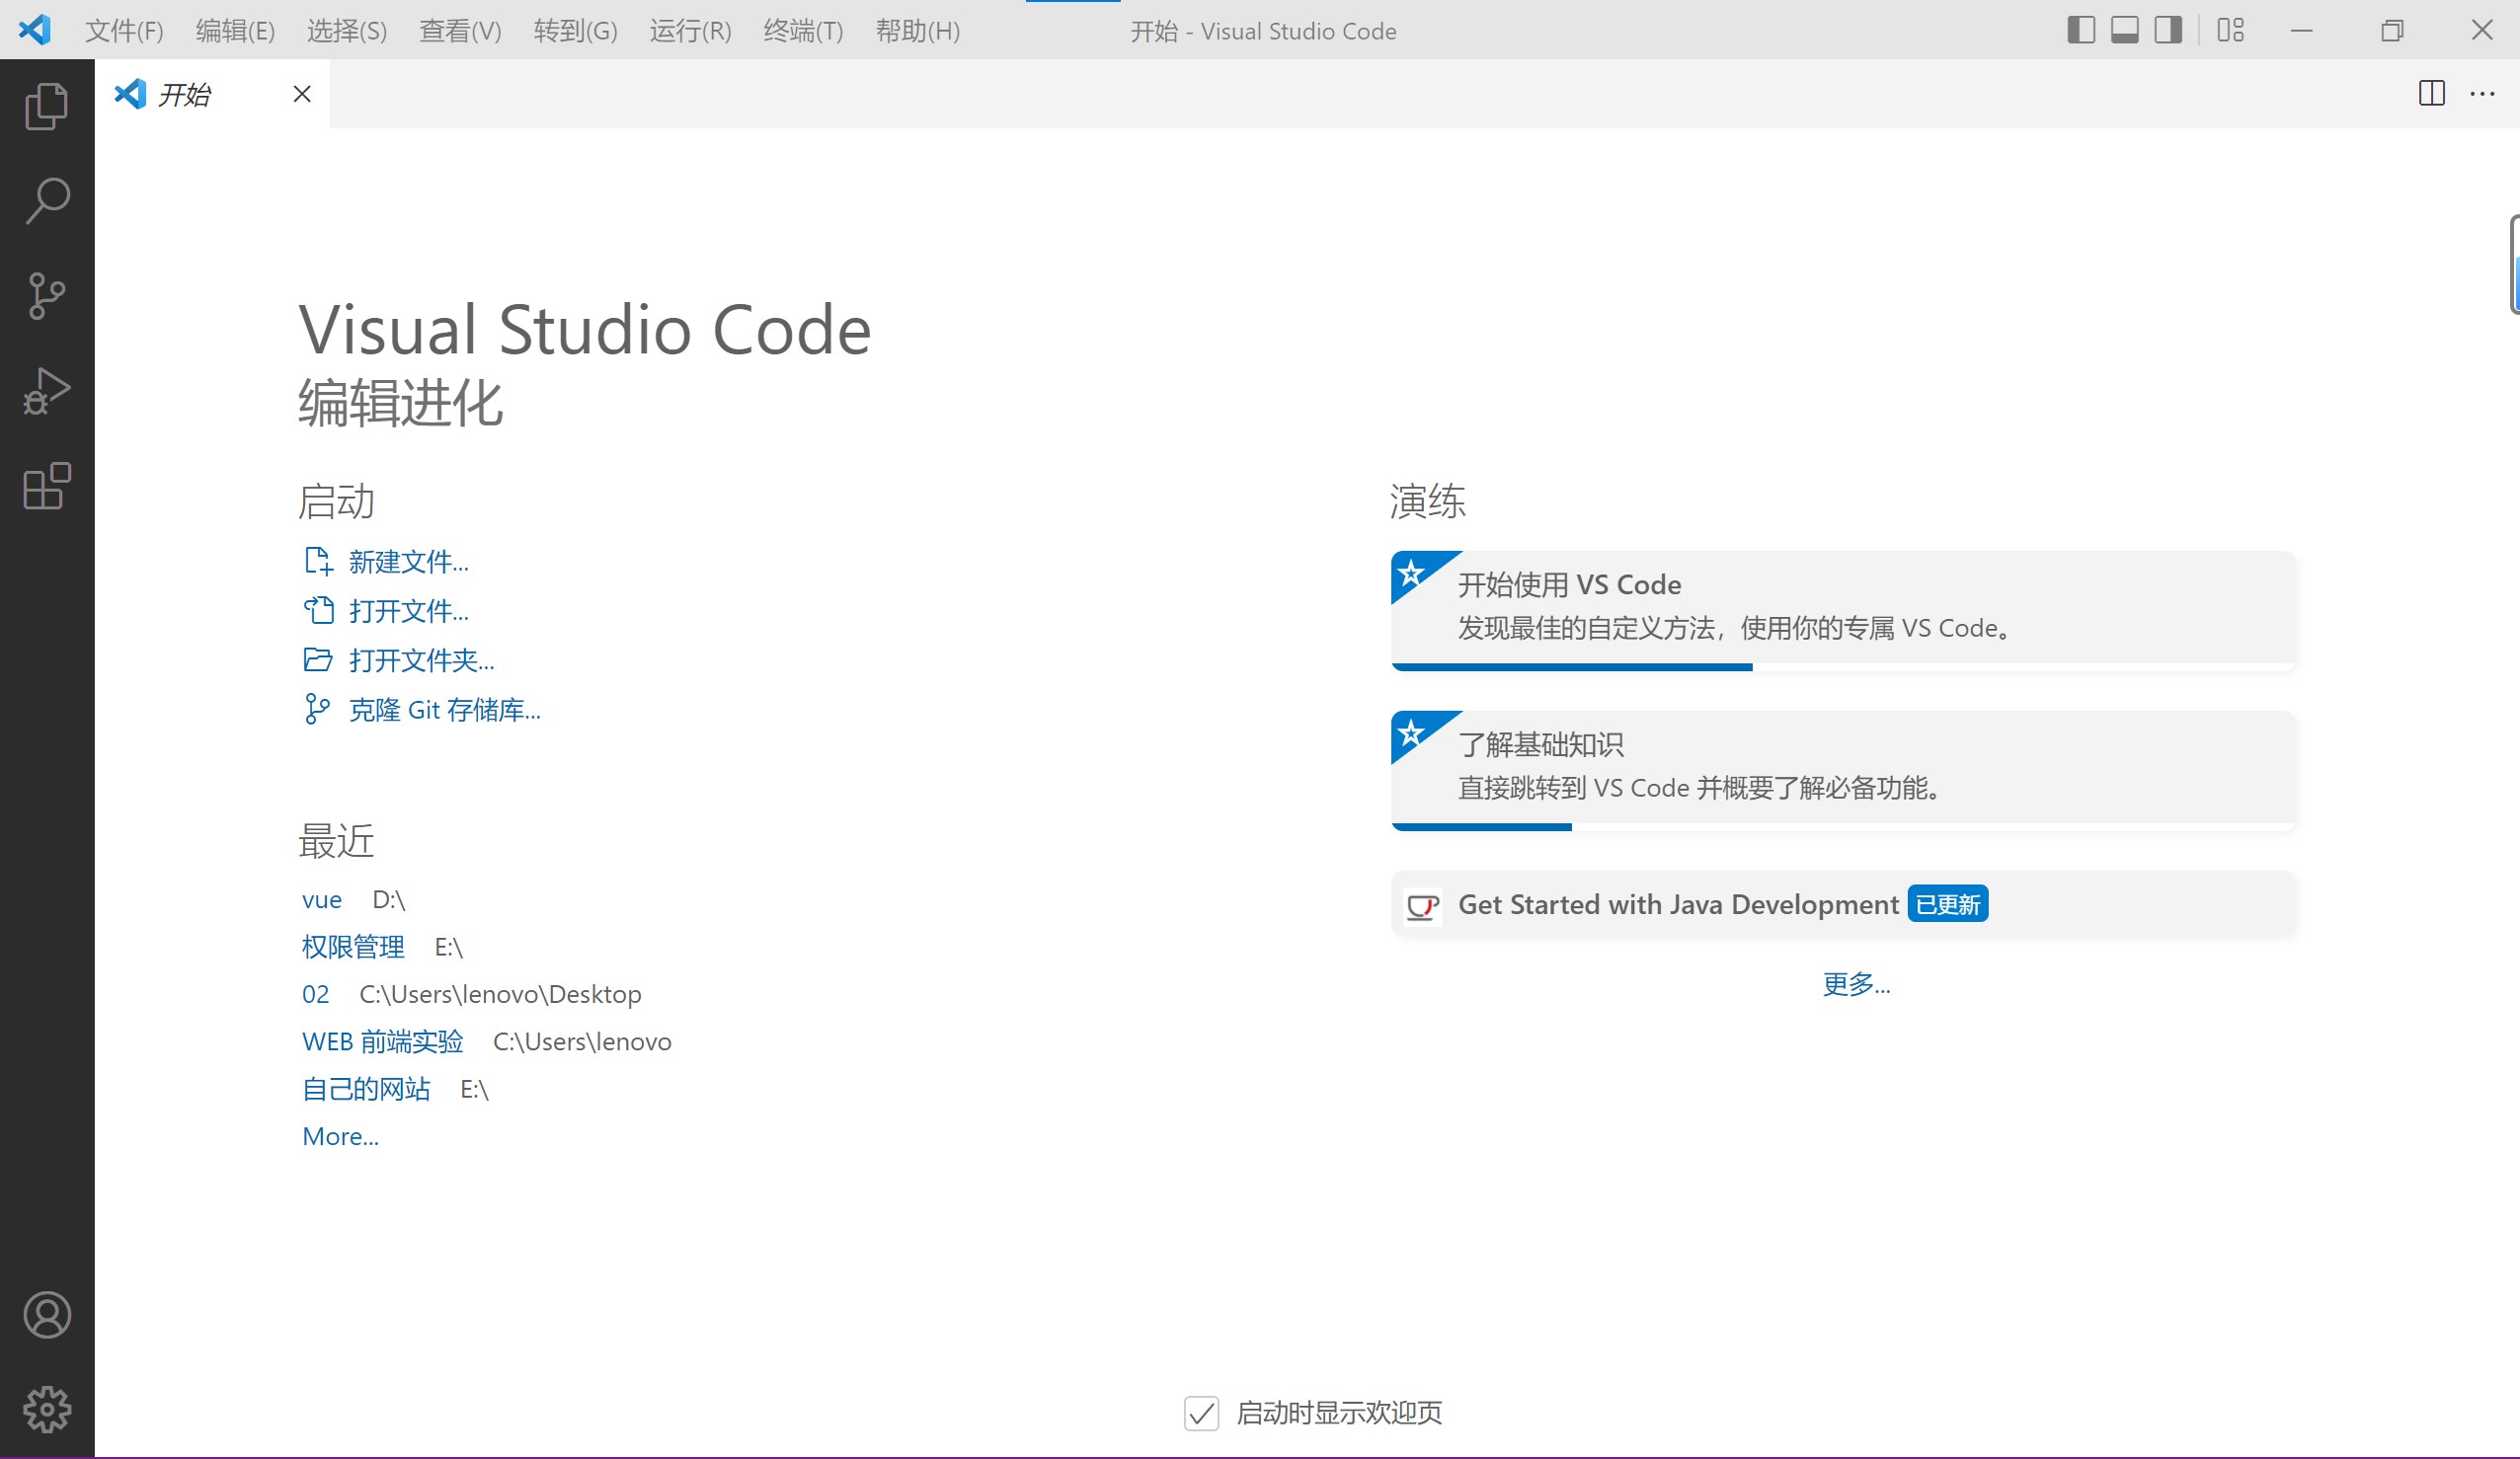 文件(F) 编辑(E) 选择(S) 查看(V) 转到(G) 运行(R) 终端(T) 帮助(H) 开始 - Visual Studio Code
开始
Visual Studio Code
编辑进化
启动
新建文件...
打开文件...
打开文件夹...
克隆 Git 存储库...
最近
vue D:\
权限管理 E:\
02 C:\Users\lenovo\Desktop
WEB 前端实验 C:\Users\lenovo
自己的网站 E:\
More...
演练
开始使用 VS Code
发现最佳的自定义方法，使用你的专属 VS Code。
了解基础知识
直接跳转到 VS Code 并概要了解必备功能。
Get Started with Java Development 已更新
更多...
启动时显示欢迎页